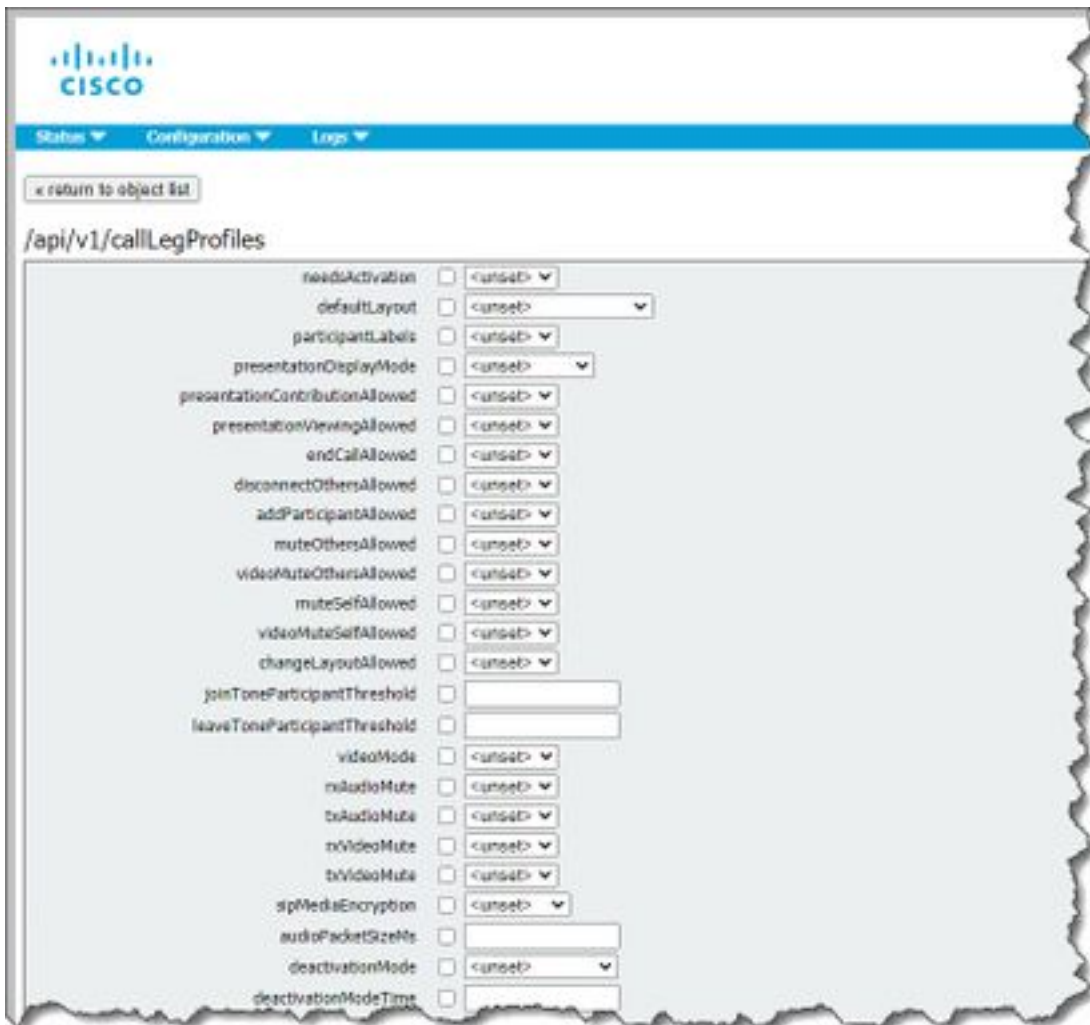 CISCO
Status Configuration Logs
« return to object list
/api/v1/callLegProfiles
needsActivation <unset>
defaultLayout <unset>
participantLabels <unset>
presentationDisplayMode <unset>
presentationContributionAllowed <unset>
presentationViewingAllowed <unset>
endCallAllowed <unset>
disconnectOthersAllowed <unset>
addParticipantAllowed <unset>
muteOthersAllowed <unset>
videoMuteOthersAllowed <unset>
muteSelfAllowed <unset>
videoMuteSelfAllowed <unset>
changeLayoutAllowed <unset>
joinToneParticipantThreshold
leaveToneParticipantThreshold
videoMode <unset>
rxAudioMute <unset>
txAudioMute <unset>
rxVideoMute <unset>
txVideoMute <unset>
sipMediaEncryption <unset>
audioPacketSizeMs
deactivationMode <unset>
deactivationModeTime